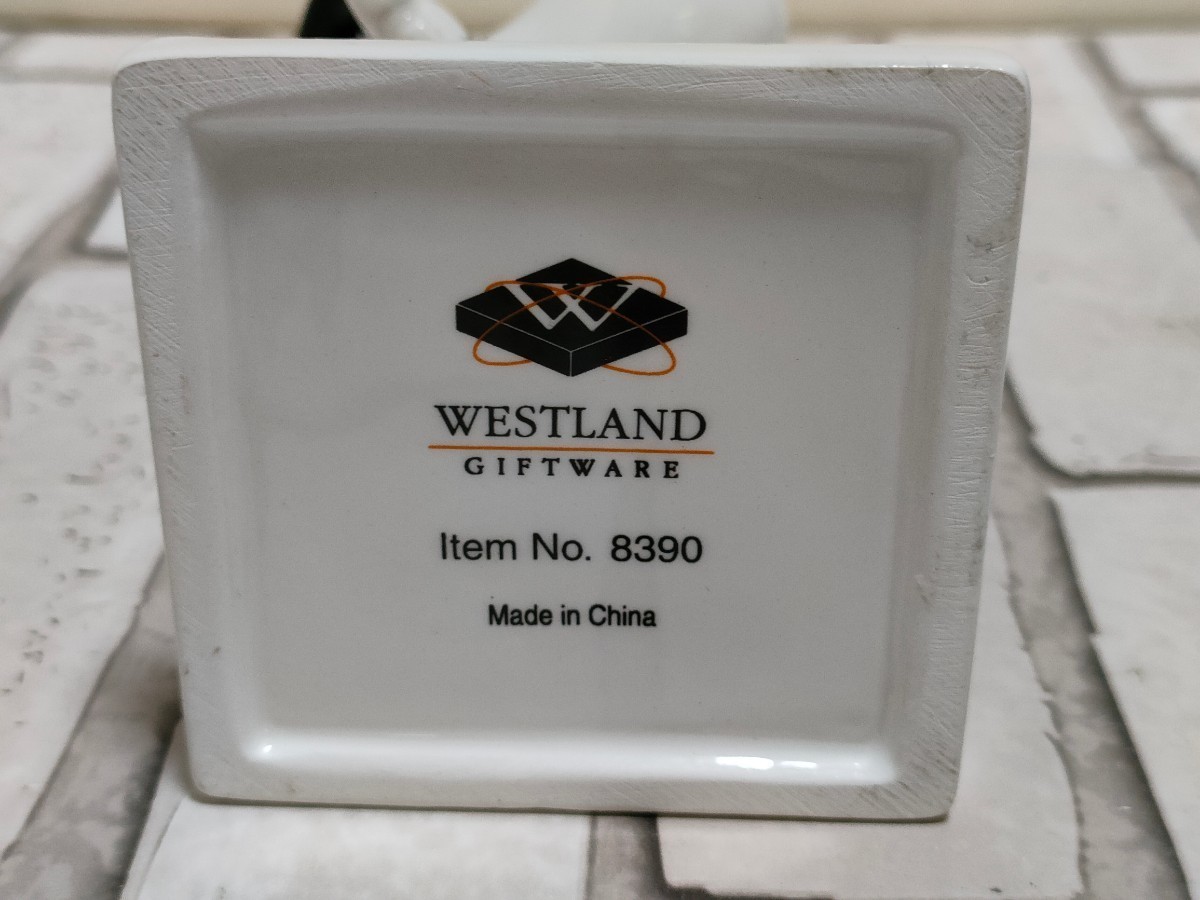 W
WESTLAND
GIFTWARE
Item No. 8390
Made in China